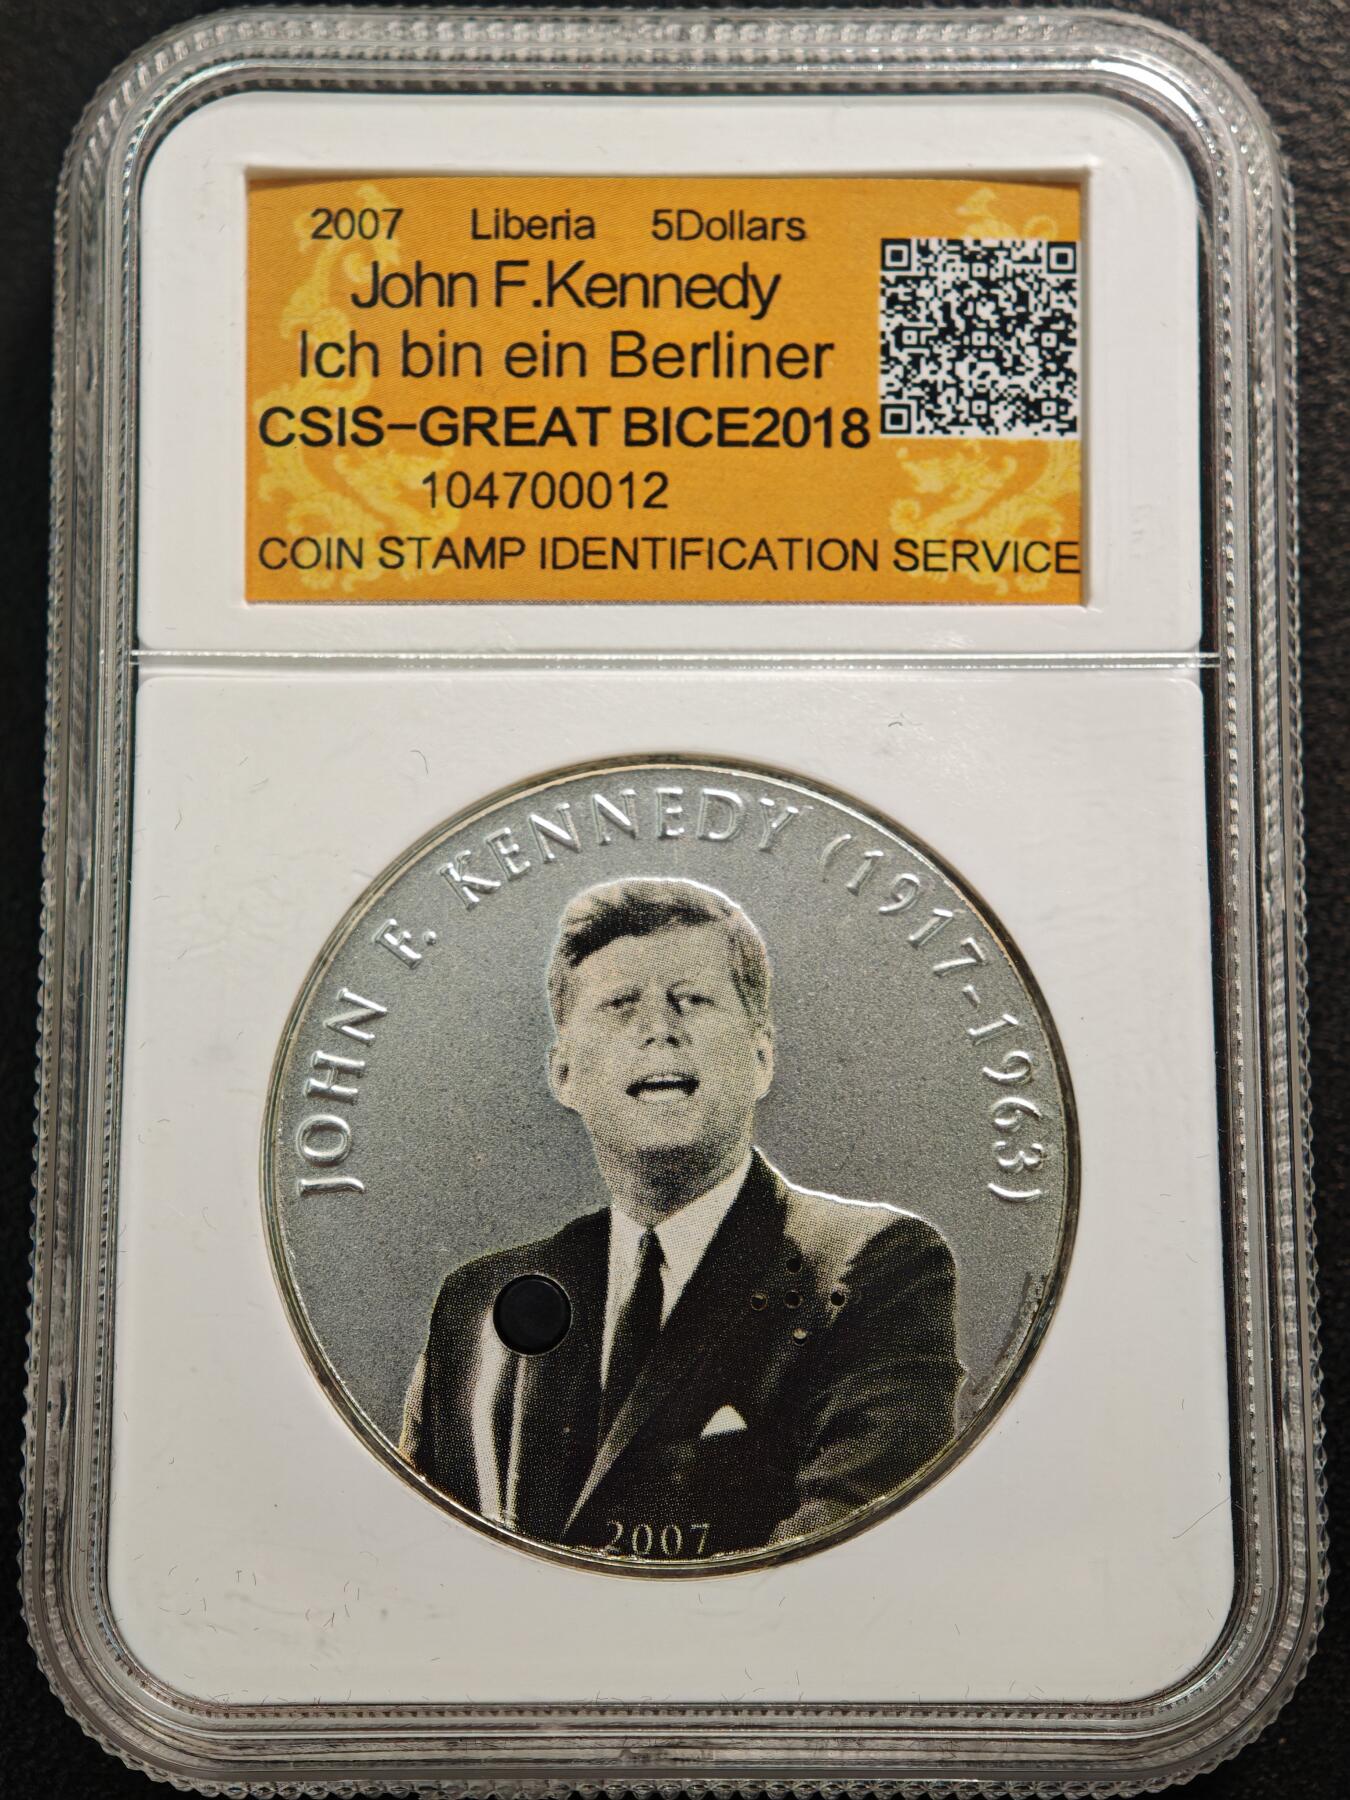 2007 Liberia 5Dollars
John F.Kennedy
Ich bin ein Berliner
CSIS-GREAT BICE2018
104700012
COIN STAMP IDENTIFICATION SERVICE
JOHN F. KENNEDY (1917-1963)
2007